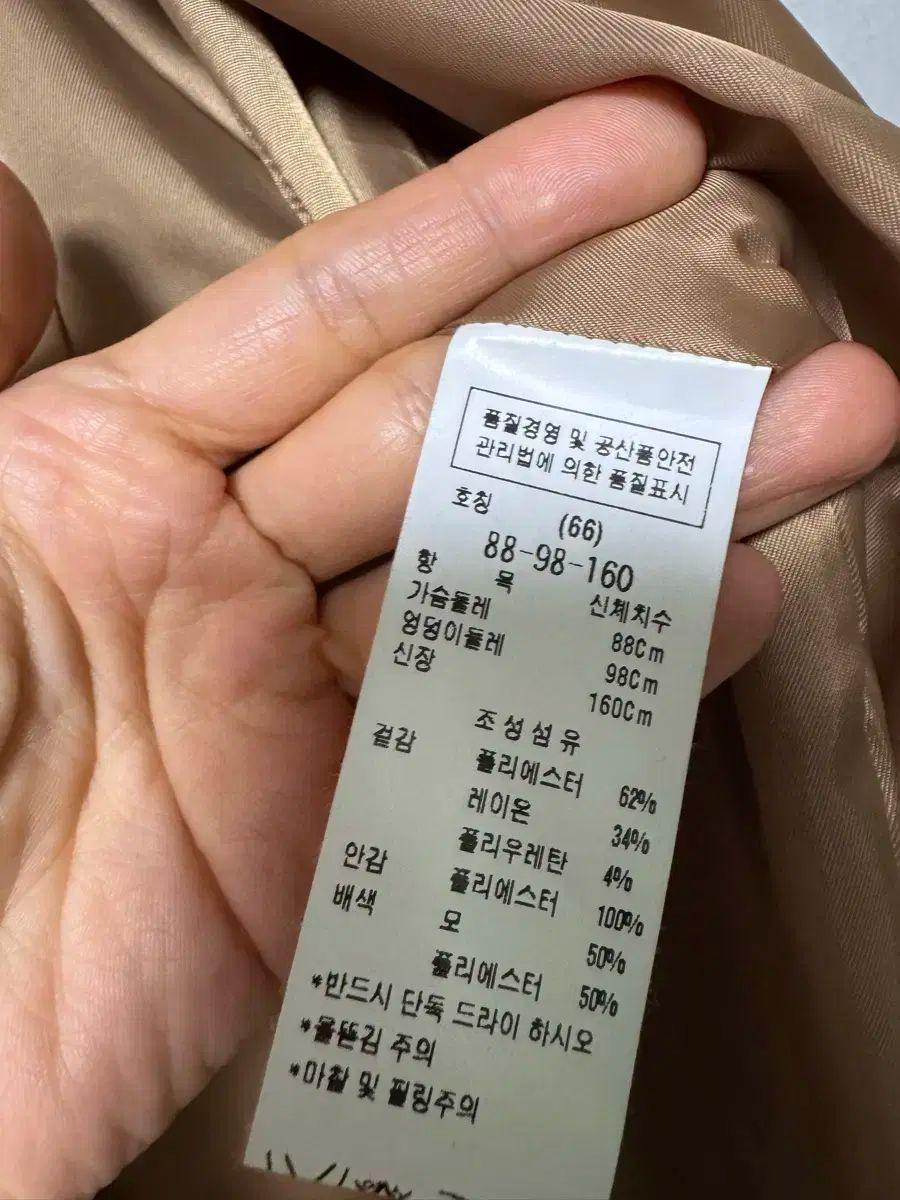 품질경영 및 공산품안전
관리법에 의한 품질표시
호칭 (66)
88-98-160
항 목 신체치수
가슴둘레 88Cm
엉덩이둘레 98Cm
신장 160Cm
조성섬유
겉감 폴리에스터 62%
레이온 34%
폴리우레탄 4%
안감 폴리에스터 100%
배색 모 50%
폴리에스터 50%
*반드시 단독 드라이 하시오
*올뜯김 주의
*마찰 및 필링주의